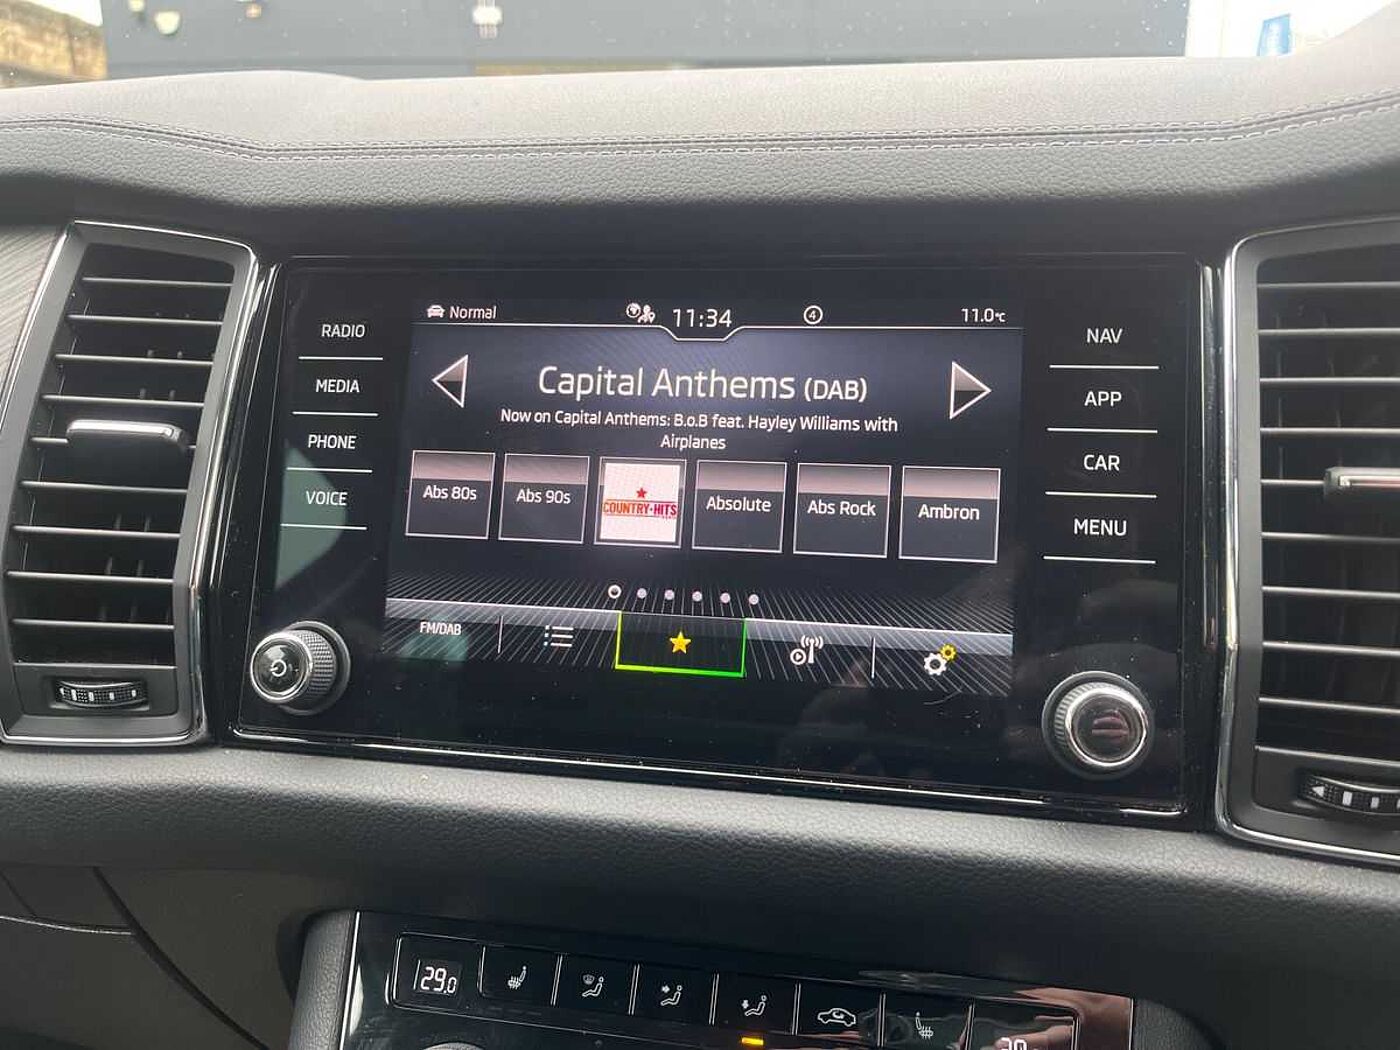 Normal
11:34
4
11.0°C
RADIO
MEDIA
PHONE
VOICE
Capital Anthems (DAB)
Now on Capital Anthems: B.o.B feat. Hayley Williams with
Airplanes
Abs 80s
Abs 90s
COUNTRY HITS
Absolute
Abs Rock
Ambron
FM/DAB
NAV
APP
CAR
MENU
29.0